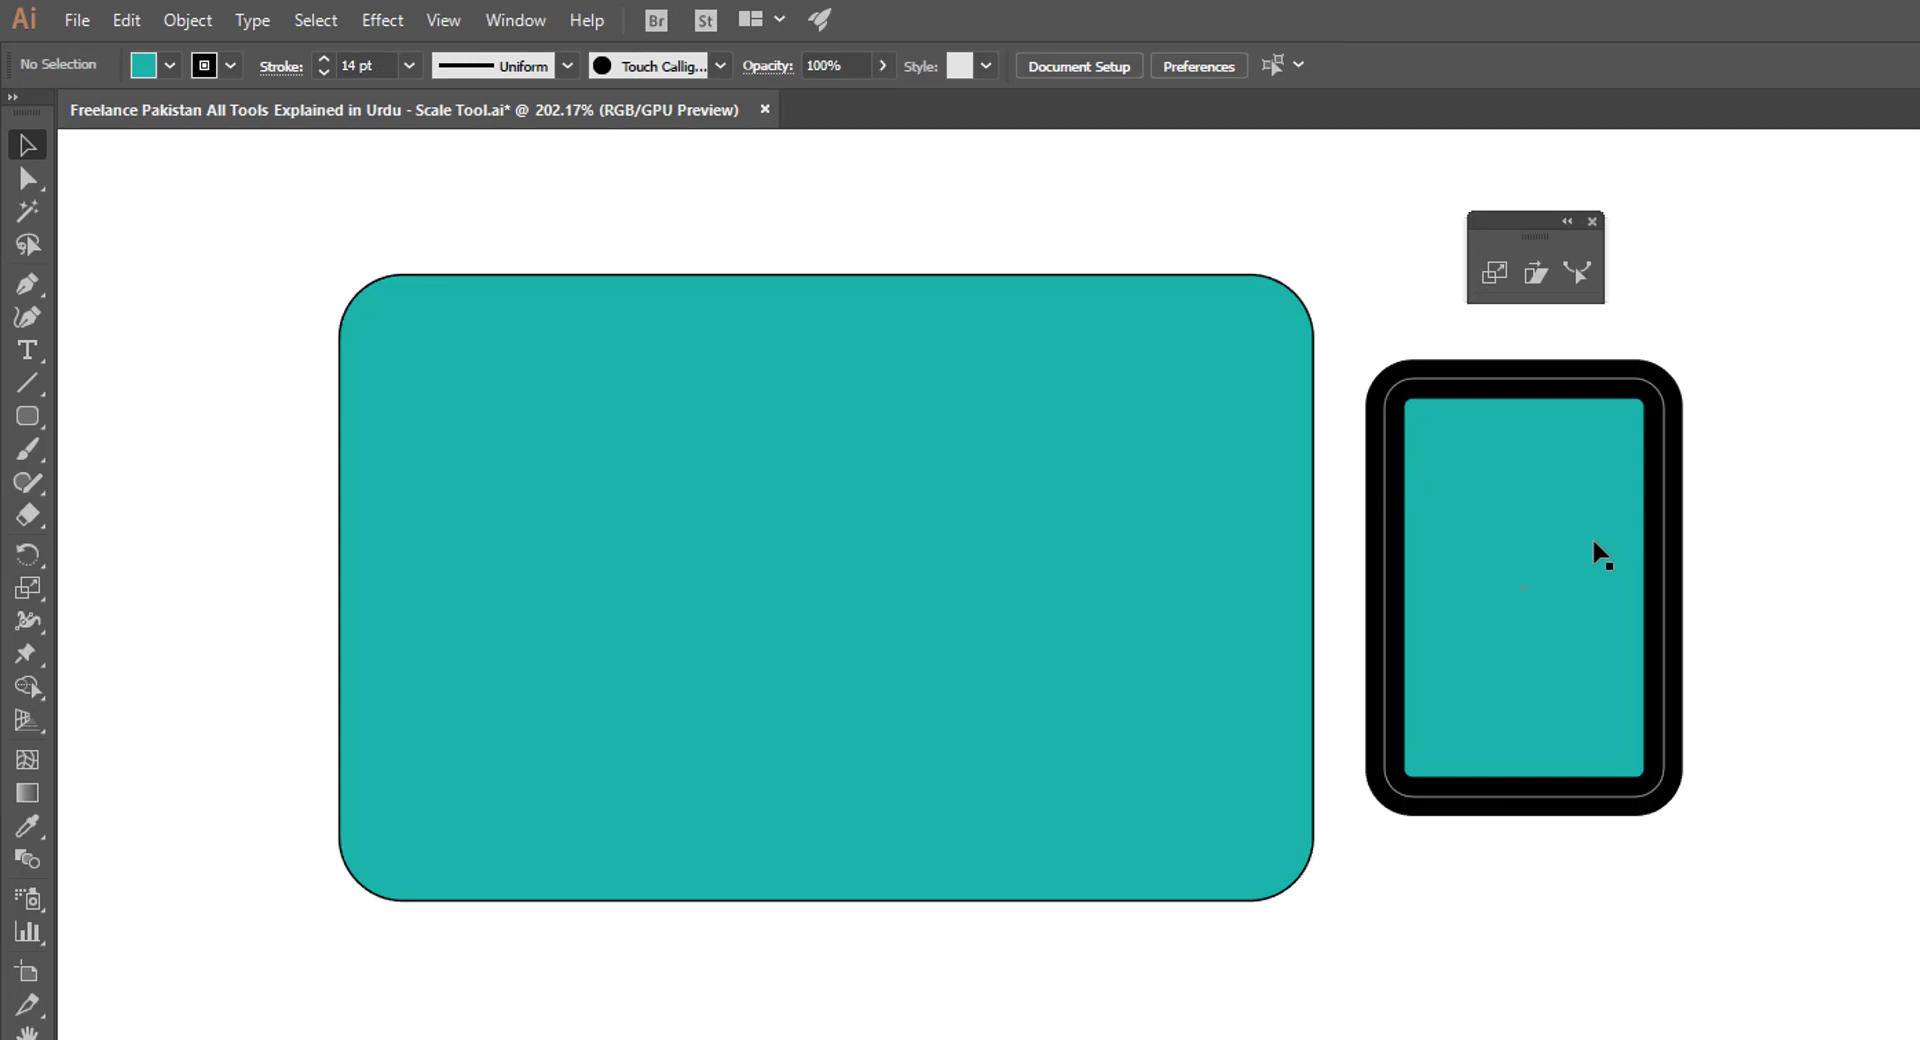 Ai File Edit Object Type Select Effect View Window Help Br St
No Selection Stroke: 14 pt Uniform Touch Callig... Opacity: 100% Style: Document Setup Preferences
Freelance Pakistan All Tools Explained in Urdu - Scale Tool.ai* @ 202.17% (RGB/GPU Preview)